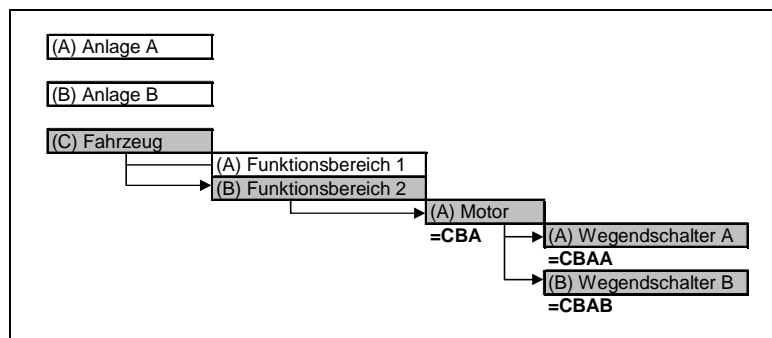 (A) Anlage A
(B) Anlage B
(C) Fahrzeug
(A) Funktionsbereich 1
(B) Funktionsbereich 2
(A) Motor
=CBA
(A) Wegendschalter A
=CBAA
(B) Wegendschalter B
=CBAB